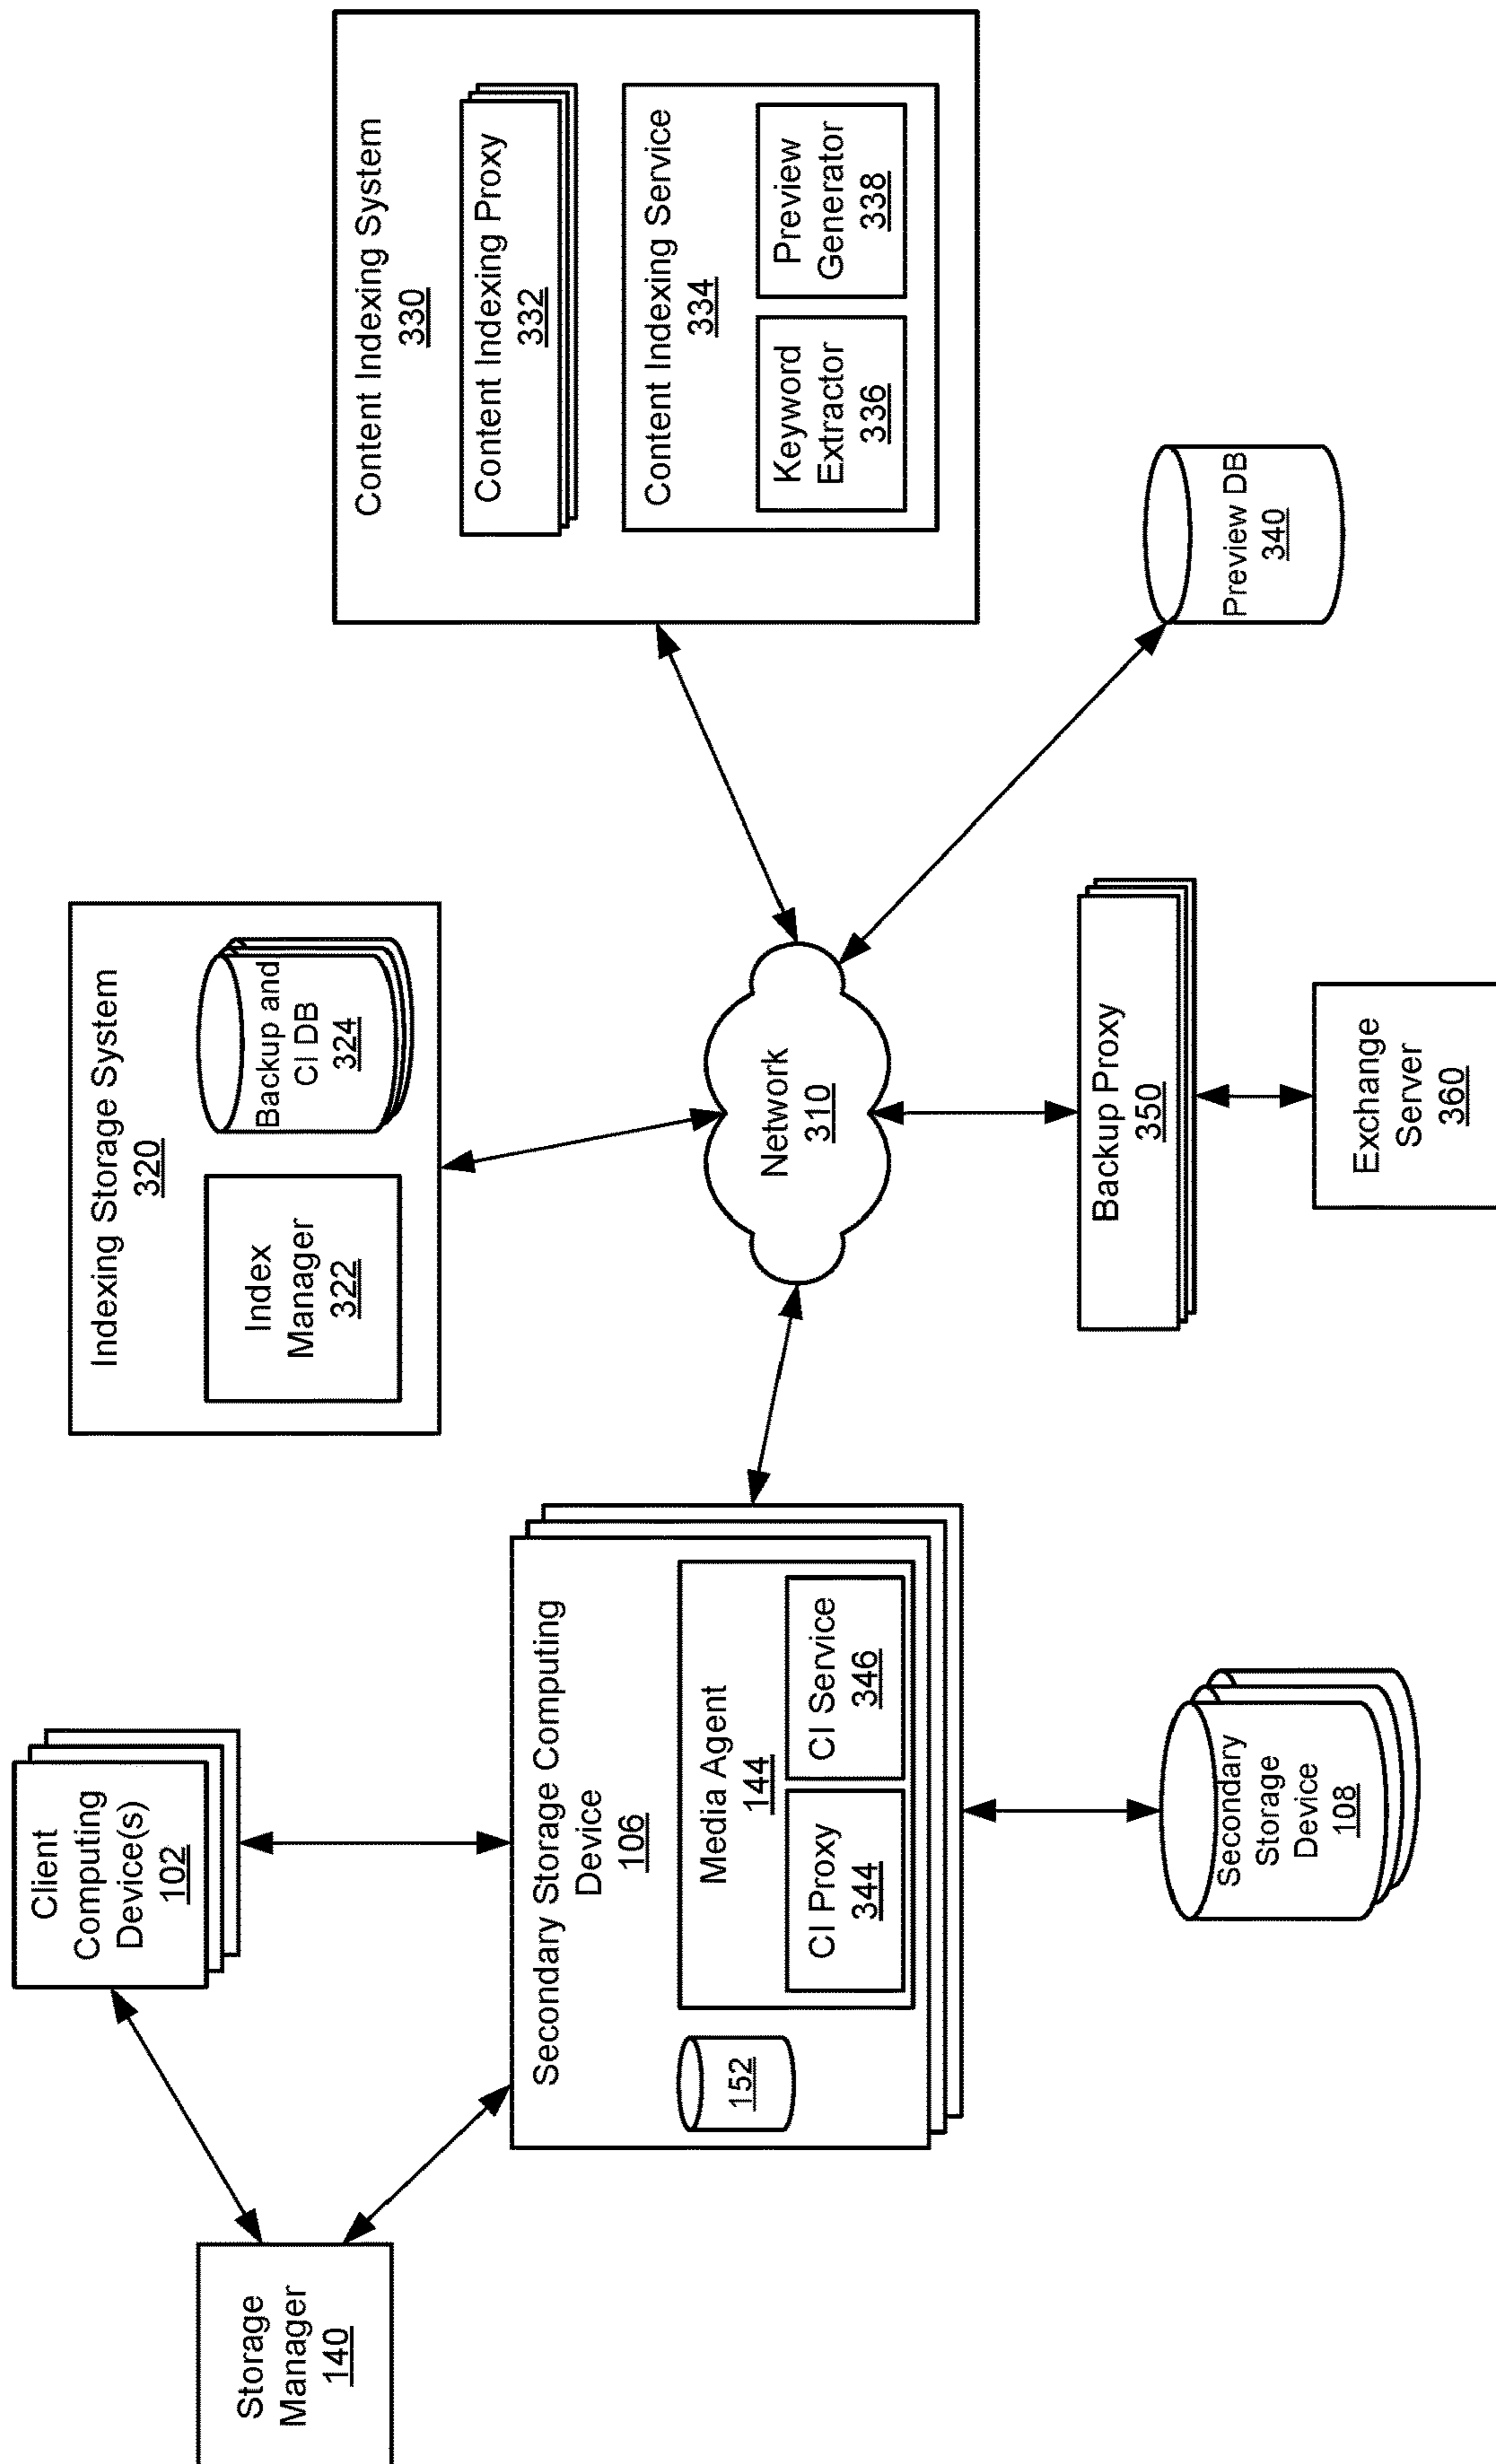 Storage
Manager
140
Client
Computing
Device(s)
102
Secondary Storage Computing
Device
106
152
Media Agent
144
CI Proxy
344
CI Service
346
Secondary
Storage
Device
108
Indexing Storage System
320
Index
Manager
322
Backup and
CI DB
324
Network
310
Backup Proxy
350
Exchange
Server
360
Content Indexing System
330
Content Indexing Proxy
332
Content Indexing Service
334
Keyword
Extractor
336
Preview
Generator
338
Preview DB
340